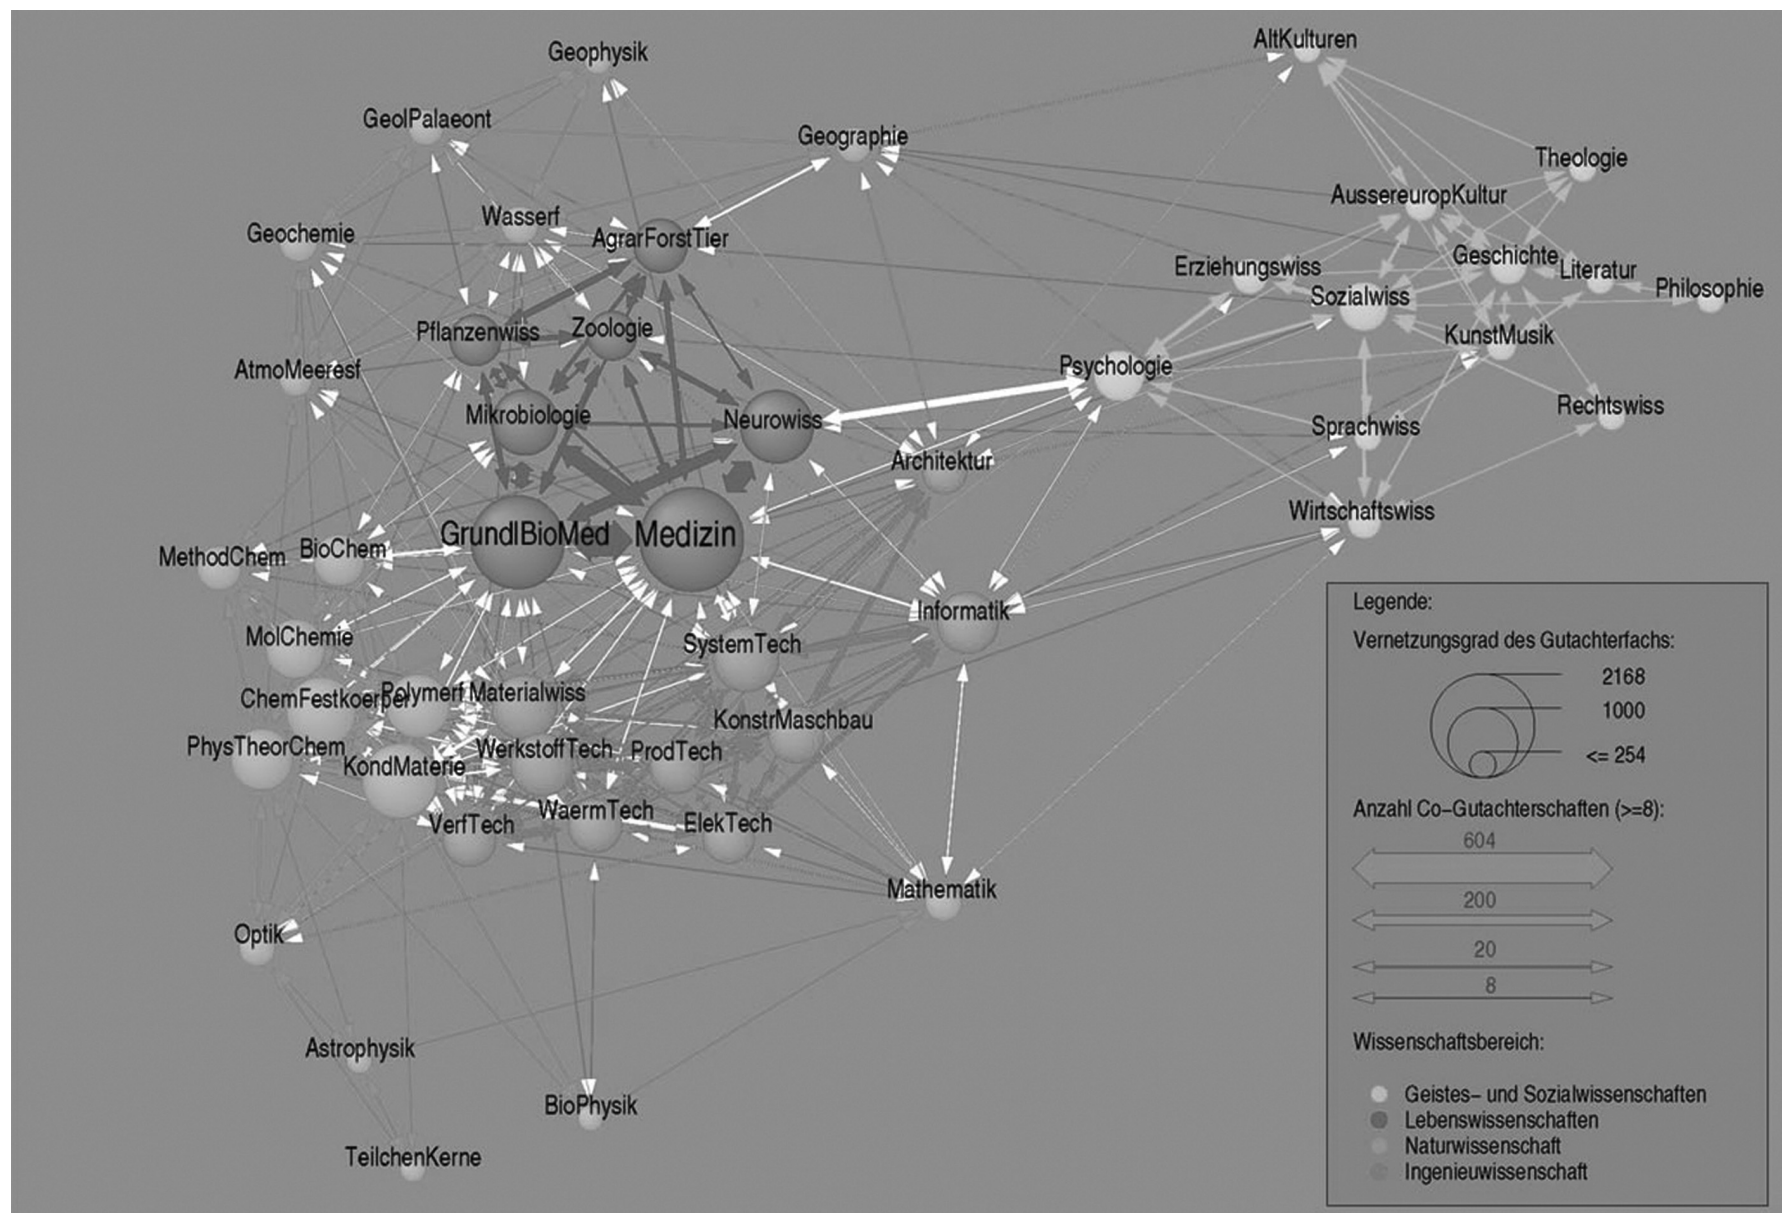 AltKulturen
Geophysik
GeolPalaeont
Geographie
Theologie
AussereuropKultur
Wasserf
Geochemie
AgrarForstTier
Geschichte
Erziehungswiss
Literatur
Sozialwiss
Philosophie
Pflanzenwiss
Zoologie
KunstMusik
AtmoMeeresf
Psychologie
Mikrobiologie
Neurowiss
Rechtswiss
Sprachwiss
Architektur
Wirtschaftswiss
GrundlBioMed
Medizin
MethodChem
BioChem
Informatik
MolChemie
SystemTech
ChemFestkoerper
Polymerf
Materialwiss
KonstrMaschbau
PhysTheorChem
KondMaterie
WerkstoffTech
ProdTech
VerfTech
WaermTech
ElekTech
Mathematik
Optik
Astrophysik
BioPhysik
TeilchenKerne
Legende:
Vernetzungsgrad des Gutachterfachs:
2168
1000
<= 254
Anzahl Co-Gutachterschaften (>=8):
604
200
20
8
Wissenschaftsbereich:
Geistes- und Sozialwissenschaften
Lebenswissenschaften
Naturwissenschaft
Ingenieuwissenschaft